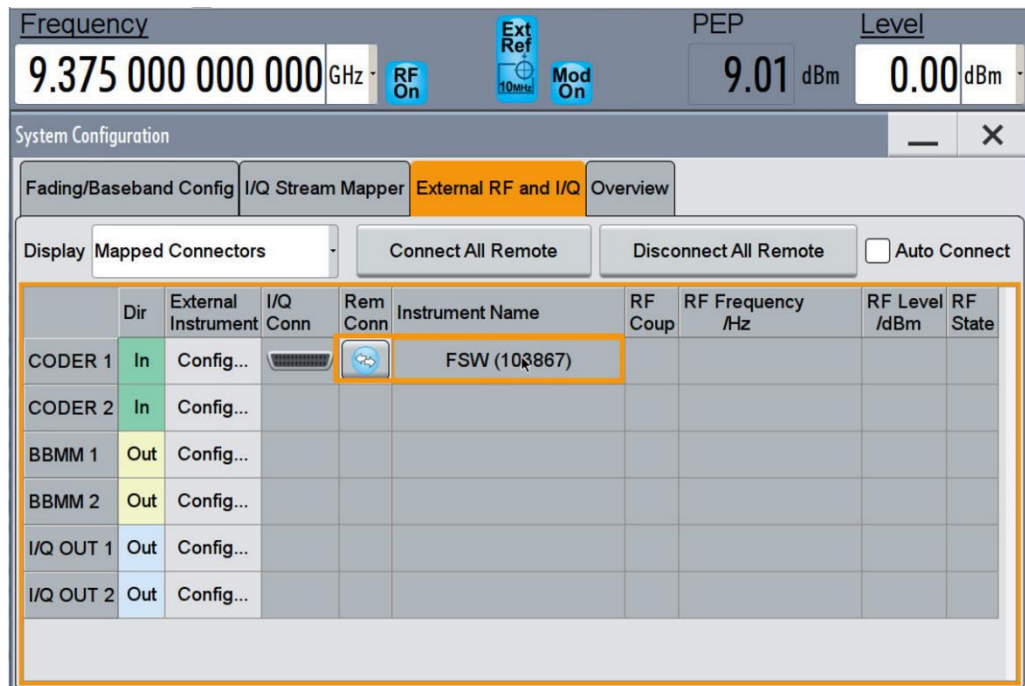 Frequency
Ext Ref
PEP
Level
9.375 000 000 000 GHz
RF On
10MHz
Mod On
9.01 dBm
0.00 dBm
System Configuration
Fading/Baseband Config I/Q Stream Mapper External RF and I/Q Overview
Display Mapped Connectors Connect All Remote Disconnect All Remote Auto Connect
Dir External Instrument I/Q Conn Rem Conn Instrument Name RF Coup RF Frequency /Hz RF Level /dBm RF State
CODER 1 In Config... FSW (103867)
CODER 2 In Config...
BBMM 1 Out Config...
BBMM 2 Out Config...
I/Q OUT 1 Out Config...
I/Q OUT 2 Out Config...